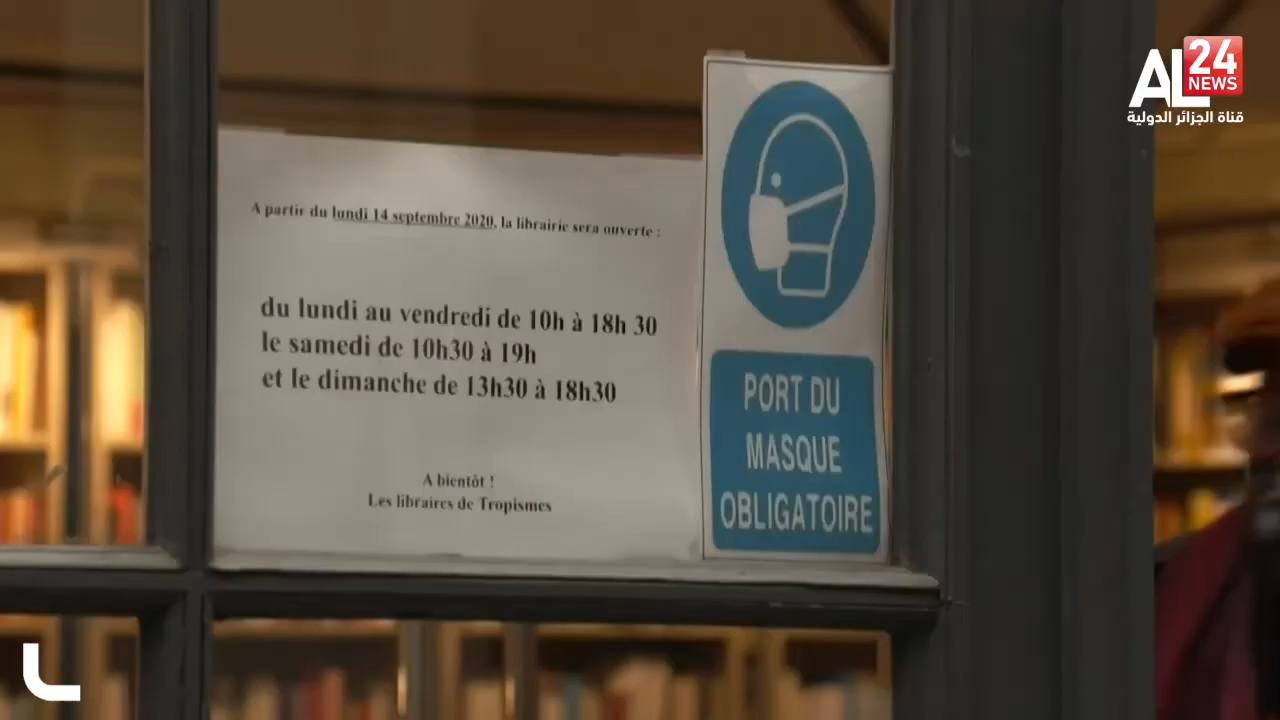 A partir du lundi 14 septembre 2020, la librairie sera ouverte :
du lundi au vendredi de 10h à 18h 30
le samedi de 10h30 à 19h
et le dimanche de 13h30 à 18h30
A bientôt !
Les libraires de Tropismes
PORT DU
MASQUE
OBLIGATOIRE
AL 24
NEWS
قناة الجزائر الدولية